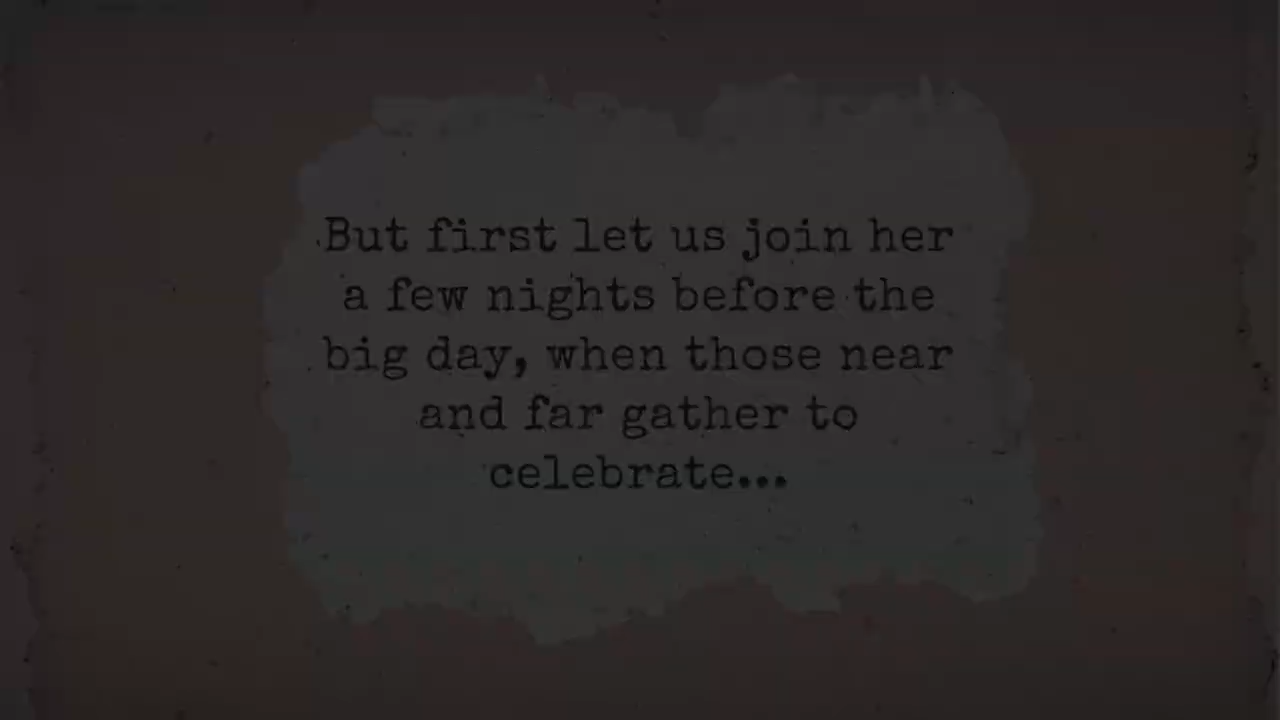 But first let us join her
a few nights before the
big day, when those near
and far gather to
celebrate...